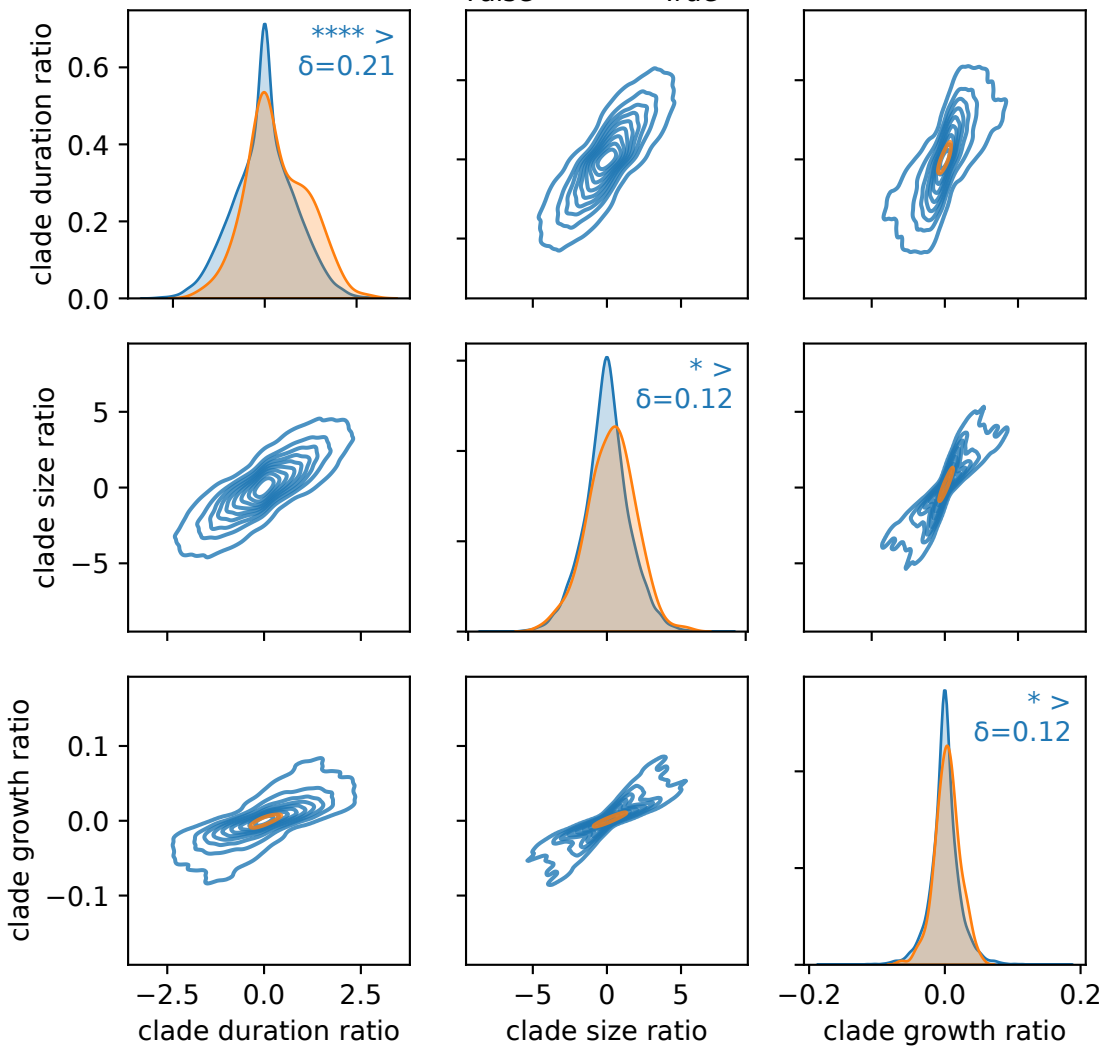 **** >
δ=0.21
clade duration ratio
0.6
0.4
0.2
0.0
* >
δ=0.12
clade size ratio
5
0
−5
* >
δ=0.12
clade growth ratio
0.1
0.0
−0.1
−2.5 0.0 2.5
−5 0 5
−0.2 0.0 0.2
clade duration ratio
clade size ratio
clade growth ratio